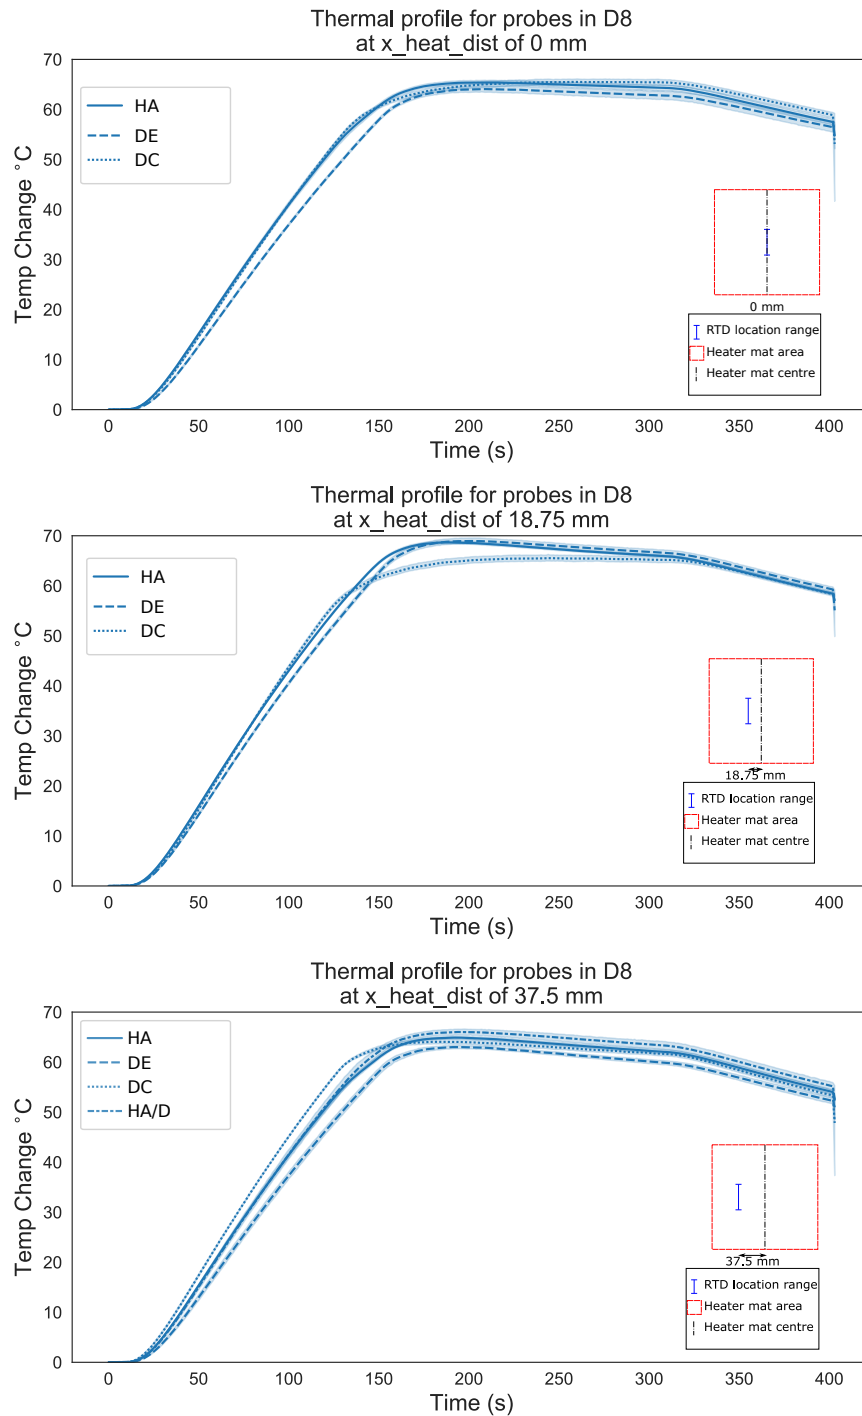 Thermal profile for probes in D8
at x_heat_dist of 0 mm
70
60
50
40
30
20
10
0
Temp Change °C
HA
DE
DC
0 mm
RTD location range
Heater mat area
Heater mat centre
0 50 100 150 200 250 300 350 400
Time (s)
Thermal profile for probes in D8
at x_heat_dist of 18.75 mm
70
60
50
40
30
20
10
0
Temp Change °C
HA
DE
DC
18.75 mm
RTD location range
Heater mat area
Heater mat centre
0 50 100 150 200 250 300 350 400
Time (s)
Thermal profile for probes in D8
at x_heat_dist of 37.5 mm
70
60
50
40
30
20
10
0
Temp Change °C
HA
DE
DC
HA/D
37.5 mm
RTD location range
Heater mat area
Heater mat centre
0 50 100 150 200 250 300 350 400
Time (s)